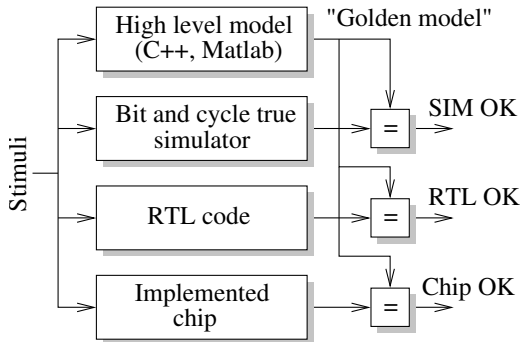 High level model
(C++, Matlab)
"Golden model"
Bit and cycle true
simulator
=
SIM OK
Stimuli
RTL code
=
RTL OK
Implemented
chip
=
Chip OK